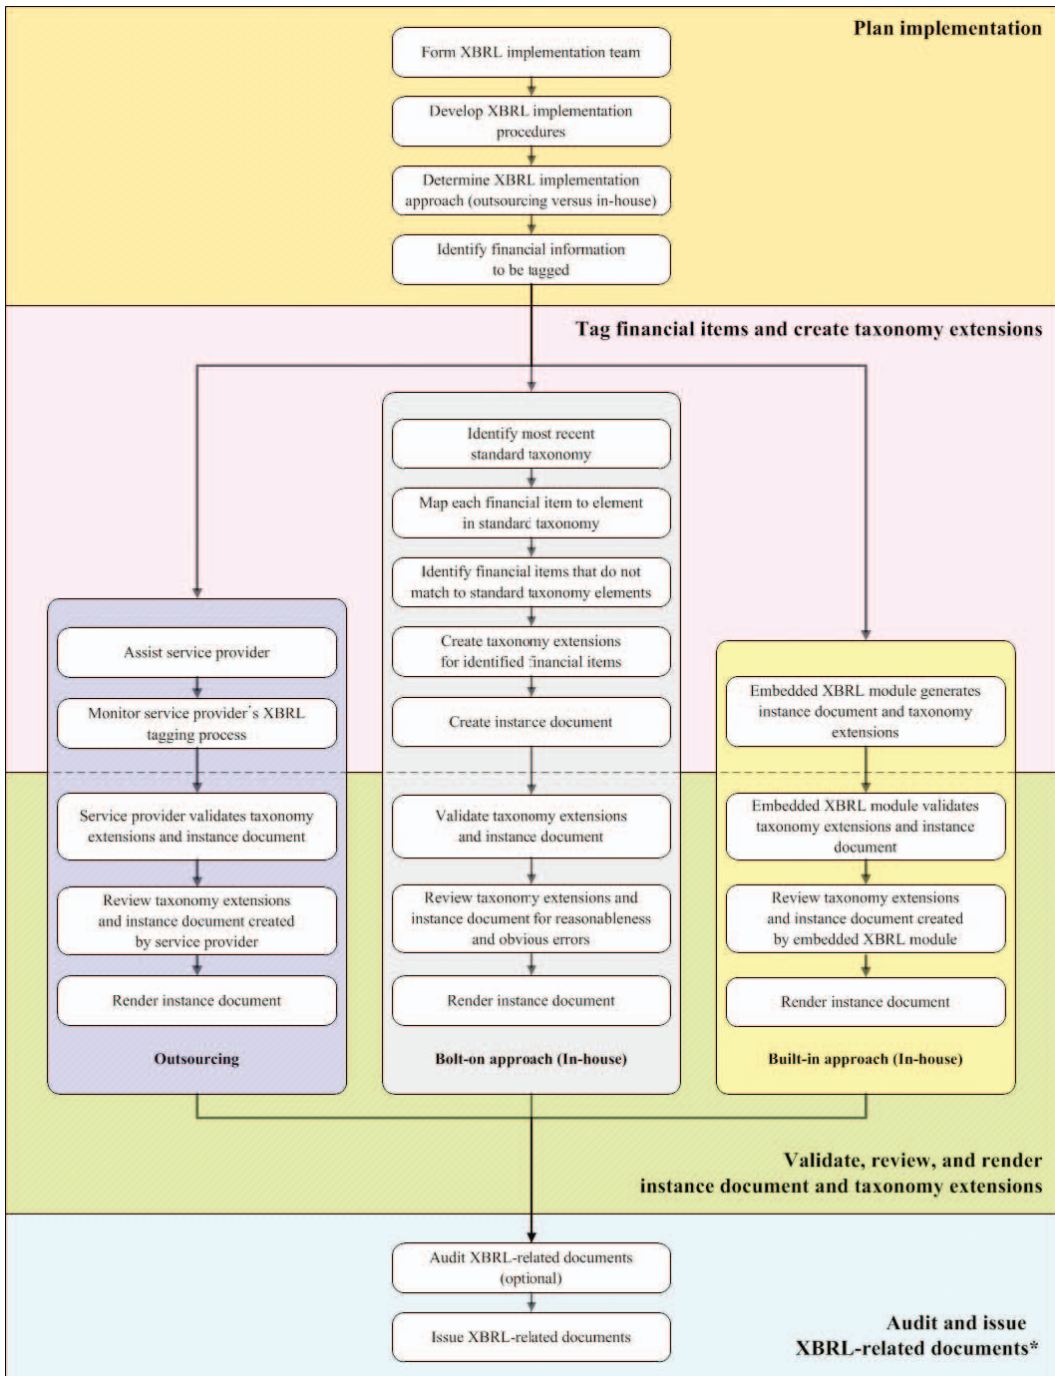 Plan implementation
Form XBRL implementation team
Develop XBRL implementation
procedures
Determine XBRL implementation
approach (outsourcing versus in-house)
Identify financial information
to be tagged
Tag financial items and create taxonomy extensions
Identify most recent
standard taxonomy
Map each financial item to element
in standard taxonomy
Identify financial items that do not
match to standard taxonomy elements
Create taxonomy extensions
for identified financial items
Create instance document
Assist service provider
Monitor service provider's XBRL
tagging process
Embedded XBRL module generates
instance document and taxonomy
extensions
Service provider validates taxonomy
extensions and instance document
Review taxonomy extensions
and instance document created
by service provider
Render instance document
Outsourcing
Validate taxonomy extensions
and instance document
Review taxonomy extensions and
instance document for reasonableness
and obvious errors
Render instance document
Bolt-on approach (In-house)
Embedded XBRL module validates
taxonomy extensions and instance
document
Review taxonomy extensions
and instance document created
by embedded XBRL module
Render instance document
Built-in approach (In-house)
Validate, review, and render
instance document and taxonomy extensions
Audit XBRL-related documents
(optional)
Issue XBRL-related documents
Audit and issue
XBRL-related documents*